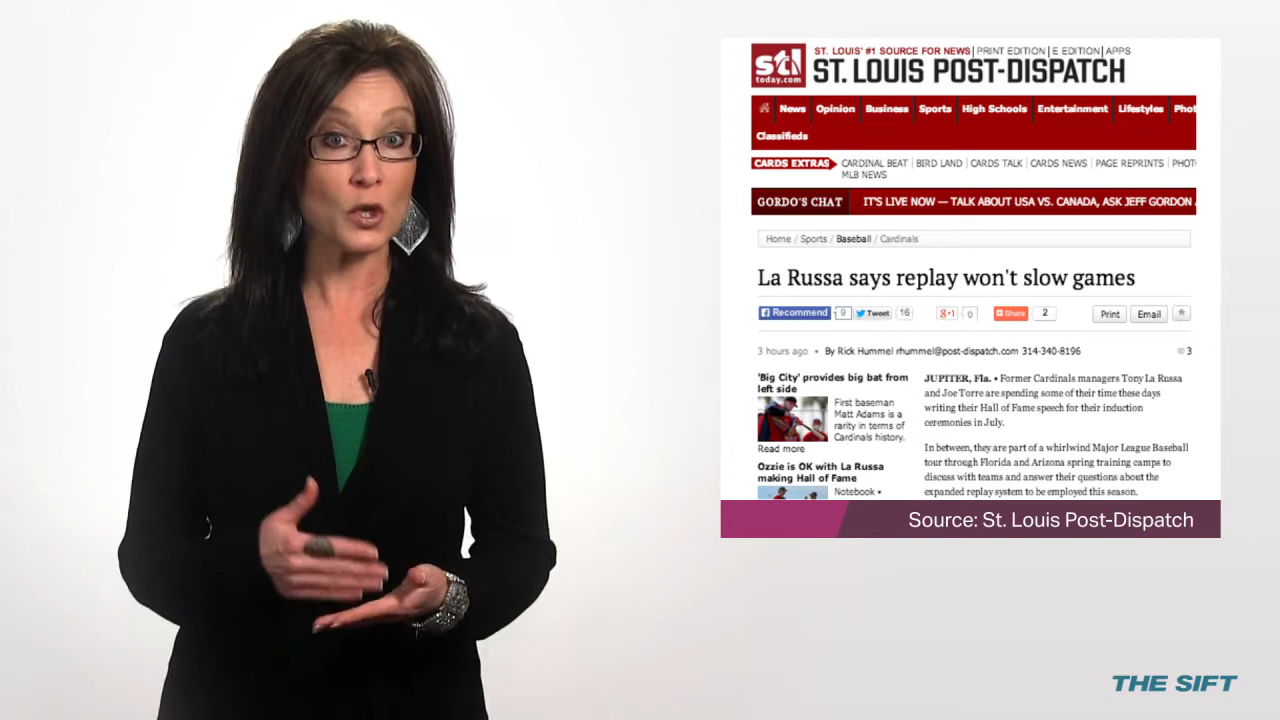 stl
today.com
ST. LOUIS' #1 SOURCE FOR NEWS | PRINT EDITION | E EDITION | APPS
ST. LOUIS POST-DISPATCH
News Opinion Business Sports High Schools Entertainment Lifestyles Phot
Classifieds
CARDS EXTRAS CARDINAL BEAT | BIRD LAND | CARDS TALK | CARDS NEWS | PAGE REPRINTS | PHOT
MLB NEWS
GORDO'S CHAT IT'S LIVE NOW — TALK ABOUT USA VS. CANADA, ASK JEFF GORDON
Home / Sports / Baseball / Cardinals
La Russa says replay won't slow games
Recommend 9 Tweet 16 g+1 0 Share 2 Print Email
3 hours ago • By Rick Hummel rhummel@post-dispatch.com 314-340-8196 3
'Big City' provides big bat from
left side
First baseman
Matt Adams is a
rarity in terms of
Cardinals history.
Read more
Ozzie is OK with La Russa
making Hall of Fame
Notebook •
JUPITER, Fla. • Former Cardinals managers Tony La Russa
and Joe Torre are spending some of their time these days
writing their Hall of Fame speech for their induction
ceremonies in July.
In between, they are part of a whirlwind Major League Baseball
tour through Florida and Arizona spring training camps to
discuss with teams and answer their questions about the
expanded replay system to be employed this season.
Source: St. Louis Post-Dispatch
THE SIFT